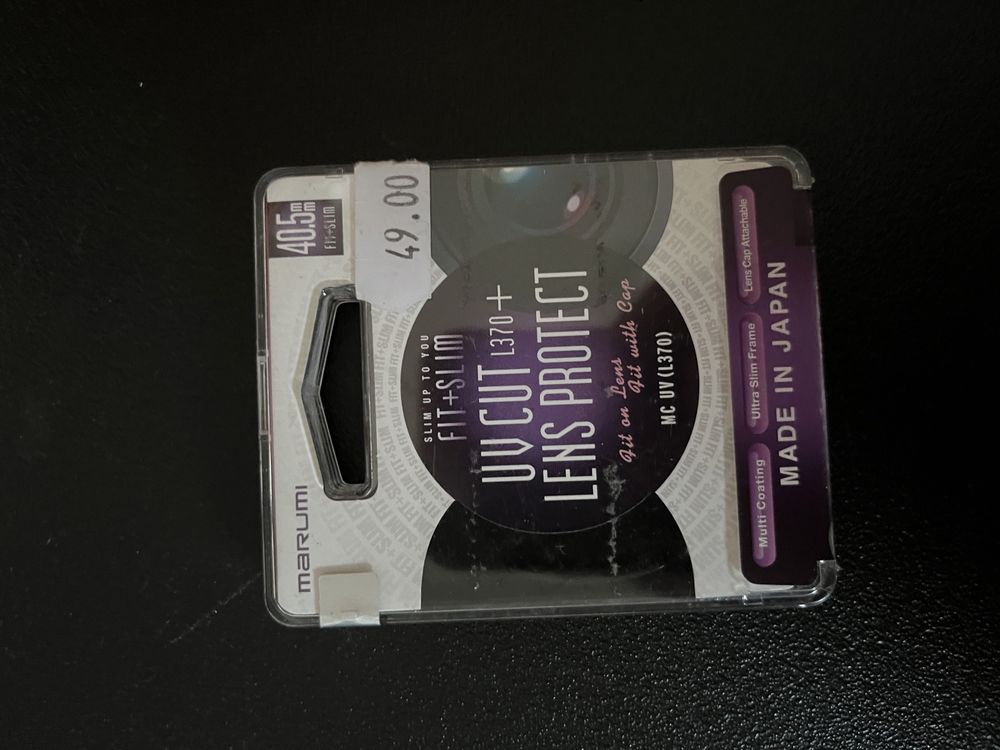 marumi
40.5mm
FIT+SLIM
49.00
SLIM UP TO YOU
FIT+SLIM
UV CUT L370+
LENS PROTECT
Fit on Lens
Fit with Cap
MC UV (L370)
Multi Coating
Ultra Slim Frame
Lens Cap Attachable
MADE IN JAPAN